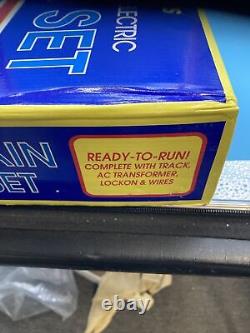 S
ELECTRIC
SET
AIN
SET
READY-TO-RUN!
COMPLETE WITH TRACK,
AC TRANSFORMER,
LOCKON & WIRES